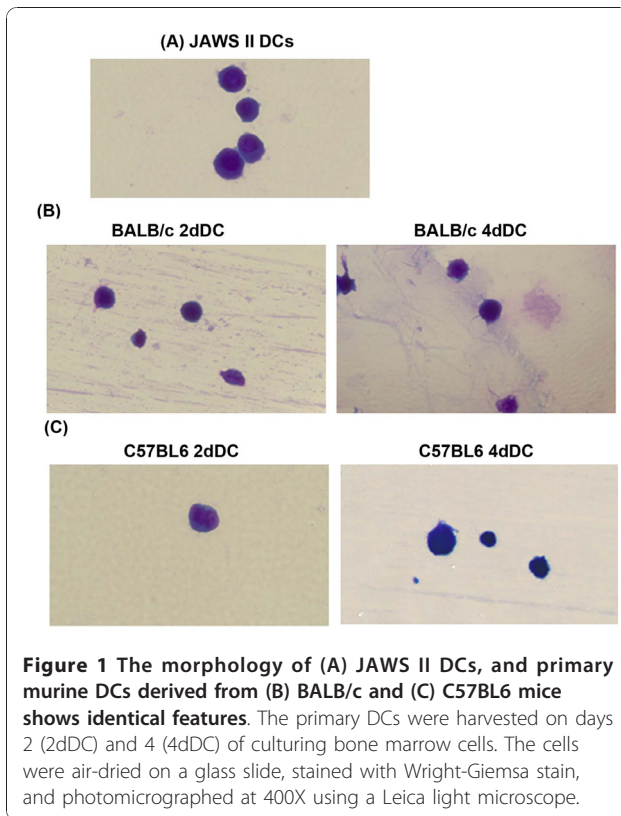 (A) JAWS II DCs
(B)
BALB/c 2dDC BALB/c 4dDC
(C)
C57BL6 2dDC C57BL6 4dDC
Figure 1 The morphology of (A) JAWS II DCs, and primary
murine DCs derived from (B) BALB/c and (C) C57BL6 mice
shows identical features. The primary DCs were harvested on days
2 (2dDC) and 4 (4dDC) of culturing bone marrow cells. The cells
were air-dried on a glass slide, stained with Wright-Giemsa stain,
and photomicrographed at 400X using a Leica light microscope.